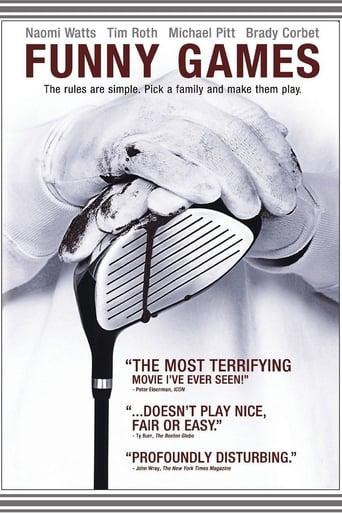 Naomi Watts Tim Roth Michael Pitt Brady Corbet
FUNNY GAMES
The rules are simple. Pick a family and make them play.
“THE MOST TERRIFYING
MOVIE I'VE EVER SEEN!”
- Peter Eisenman, ICON
“...DOESN'T PLAY NICE,
FAIR OR EASY.”
- Ty Burr, The Boston Globe
“PROFOUNDLY DISTURBING.”
- John Wray, The New York Times Magazine